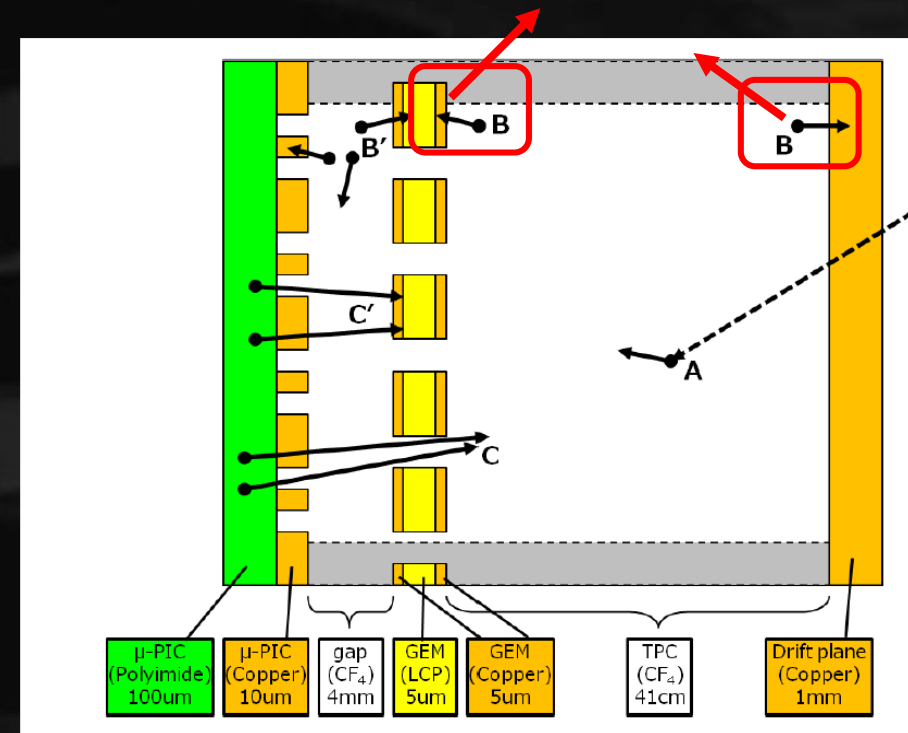 B
B
B′
C′
A
C
μ-PIC
(Polyimide)
100um
μ-PIC
(Copper)
10um
gap
(CF₄)
4mm
GEM
(LCP)
5um
GEM
(Copper)
5um
TPC
(CF₄)
41cm
Drift plane
(Copper)
1mm